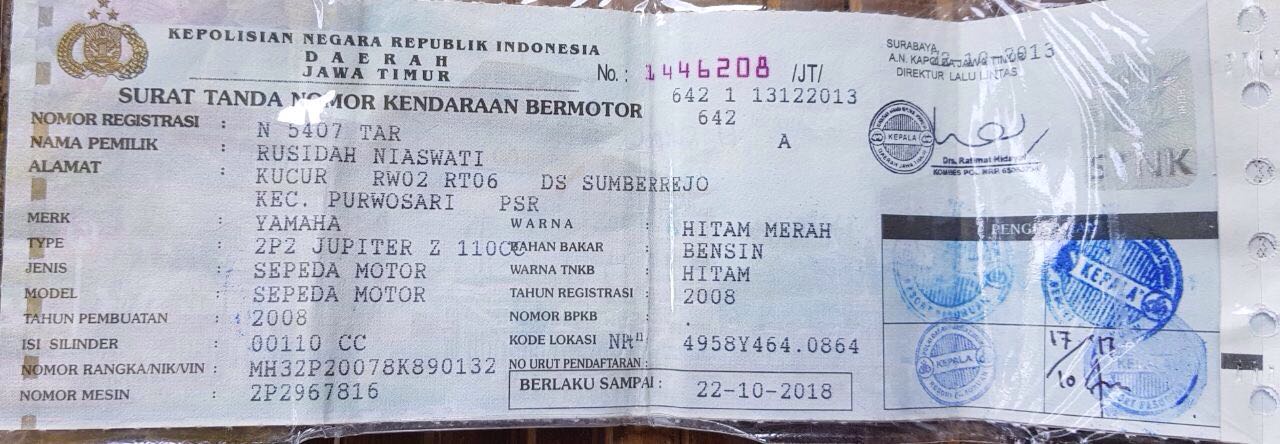 KEPOLISIAN NEGARA REPUBLIK INDONESIA
DAERAH
JAWA TIMUR
No. : 1446208 /JT/
SURAT TANDA NOMOR KENDARAAN BERMOTOR
642 1 13122013
642
A
SURABAYA, 22-10-2013
A.N. KAPOLDA JAWA TIMUR
DIREKTUR LALU LINTAS
KEPALA
Drs. Rahmat Hidayat
KOMBES POL NRP
STNK
NOMOR REGISTRASI : N 5407 TAR
NAMA PEMILIK : RUSIDAH NIASWATI
ALAMAT : KUCUR RW02 RT06 DS SUMBERREJO
KEC. PURWOSARI PSR
MERK : YAMAHA
TYPE : 2P2 JUPITER Z 110CC
JENIS : SEPEDA MOTOR
MODEL : SEPEDA MOTOR
TAHUN PEMBUATAN : 2008
ISI SILINDER : 00110 CC
NOMOR RANGKA/NIK/VIN : MH32P20078K890132
NOMOR MESIN : 2P2967816
WARNA : HITAM MERAH
BAHAN BAKAR : BENSIN
WARNA TNKB : HITAM
TAHUN REGISTRASI : 2008
NOMOR BPKB : .
KODE LOKASI : 4958Y464.0864
NO URUT PENDAFTARAN :
BERLAKU SAMPAI : 22-10-2018
KEPALA
KEPALA
17/10
KEPALA